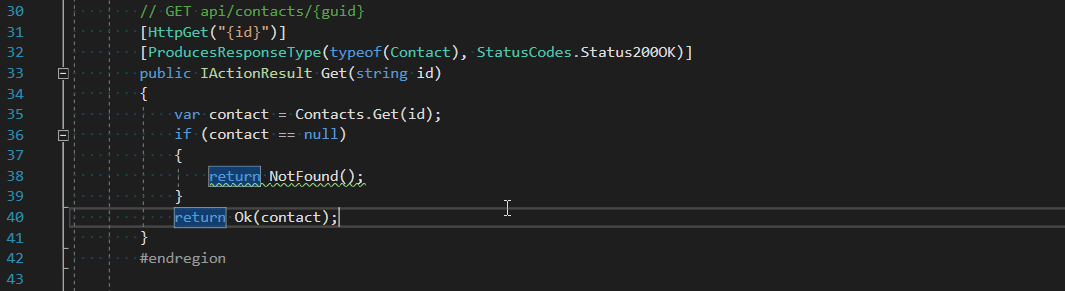 30 // GET api/contacts/{guid}
31 [HttpGet("{id}")]
32 [ProducesResponseType(typeof(Contact), StatusCodes.Status200OK)]
33 public IActionResult Get(string id)
34 {
35 var contact = Contacts.Get(id);
36 if (contact == null)
37 {
38 return NotFound();
39 }
40 return Ok(contact);
41 }
42 #endregion
43